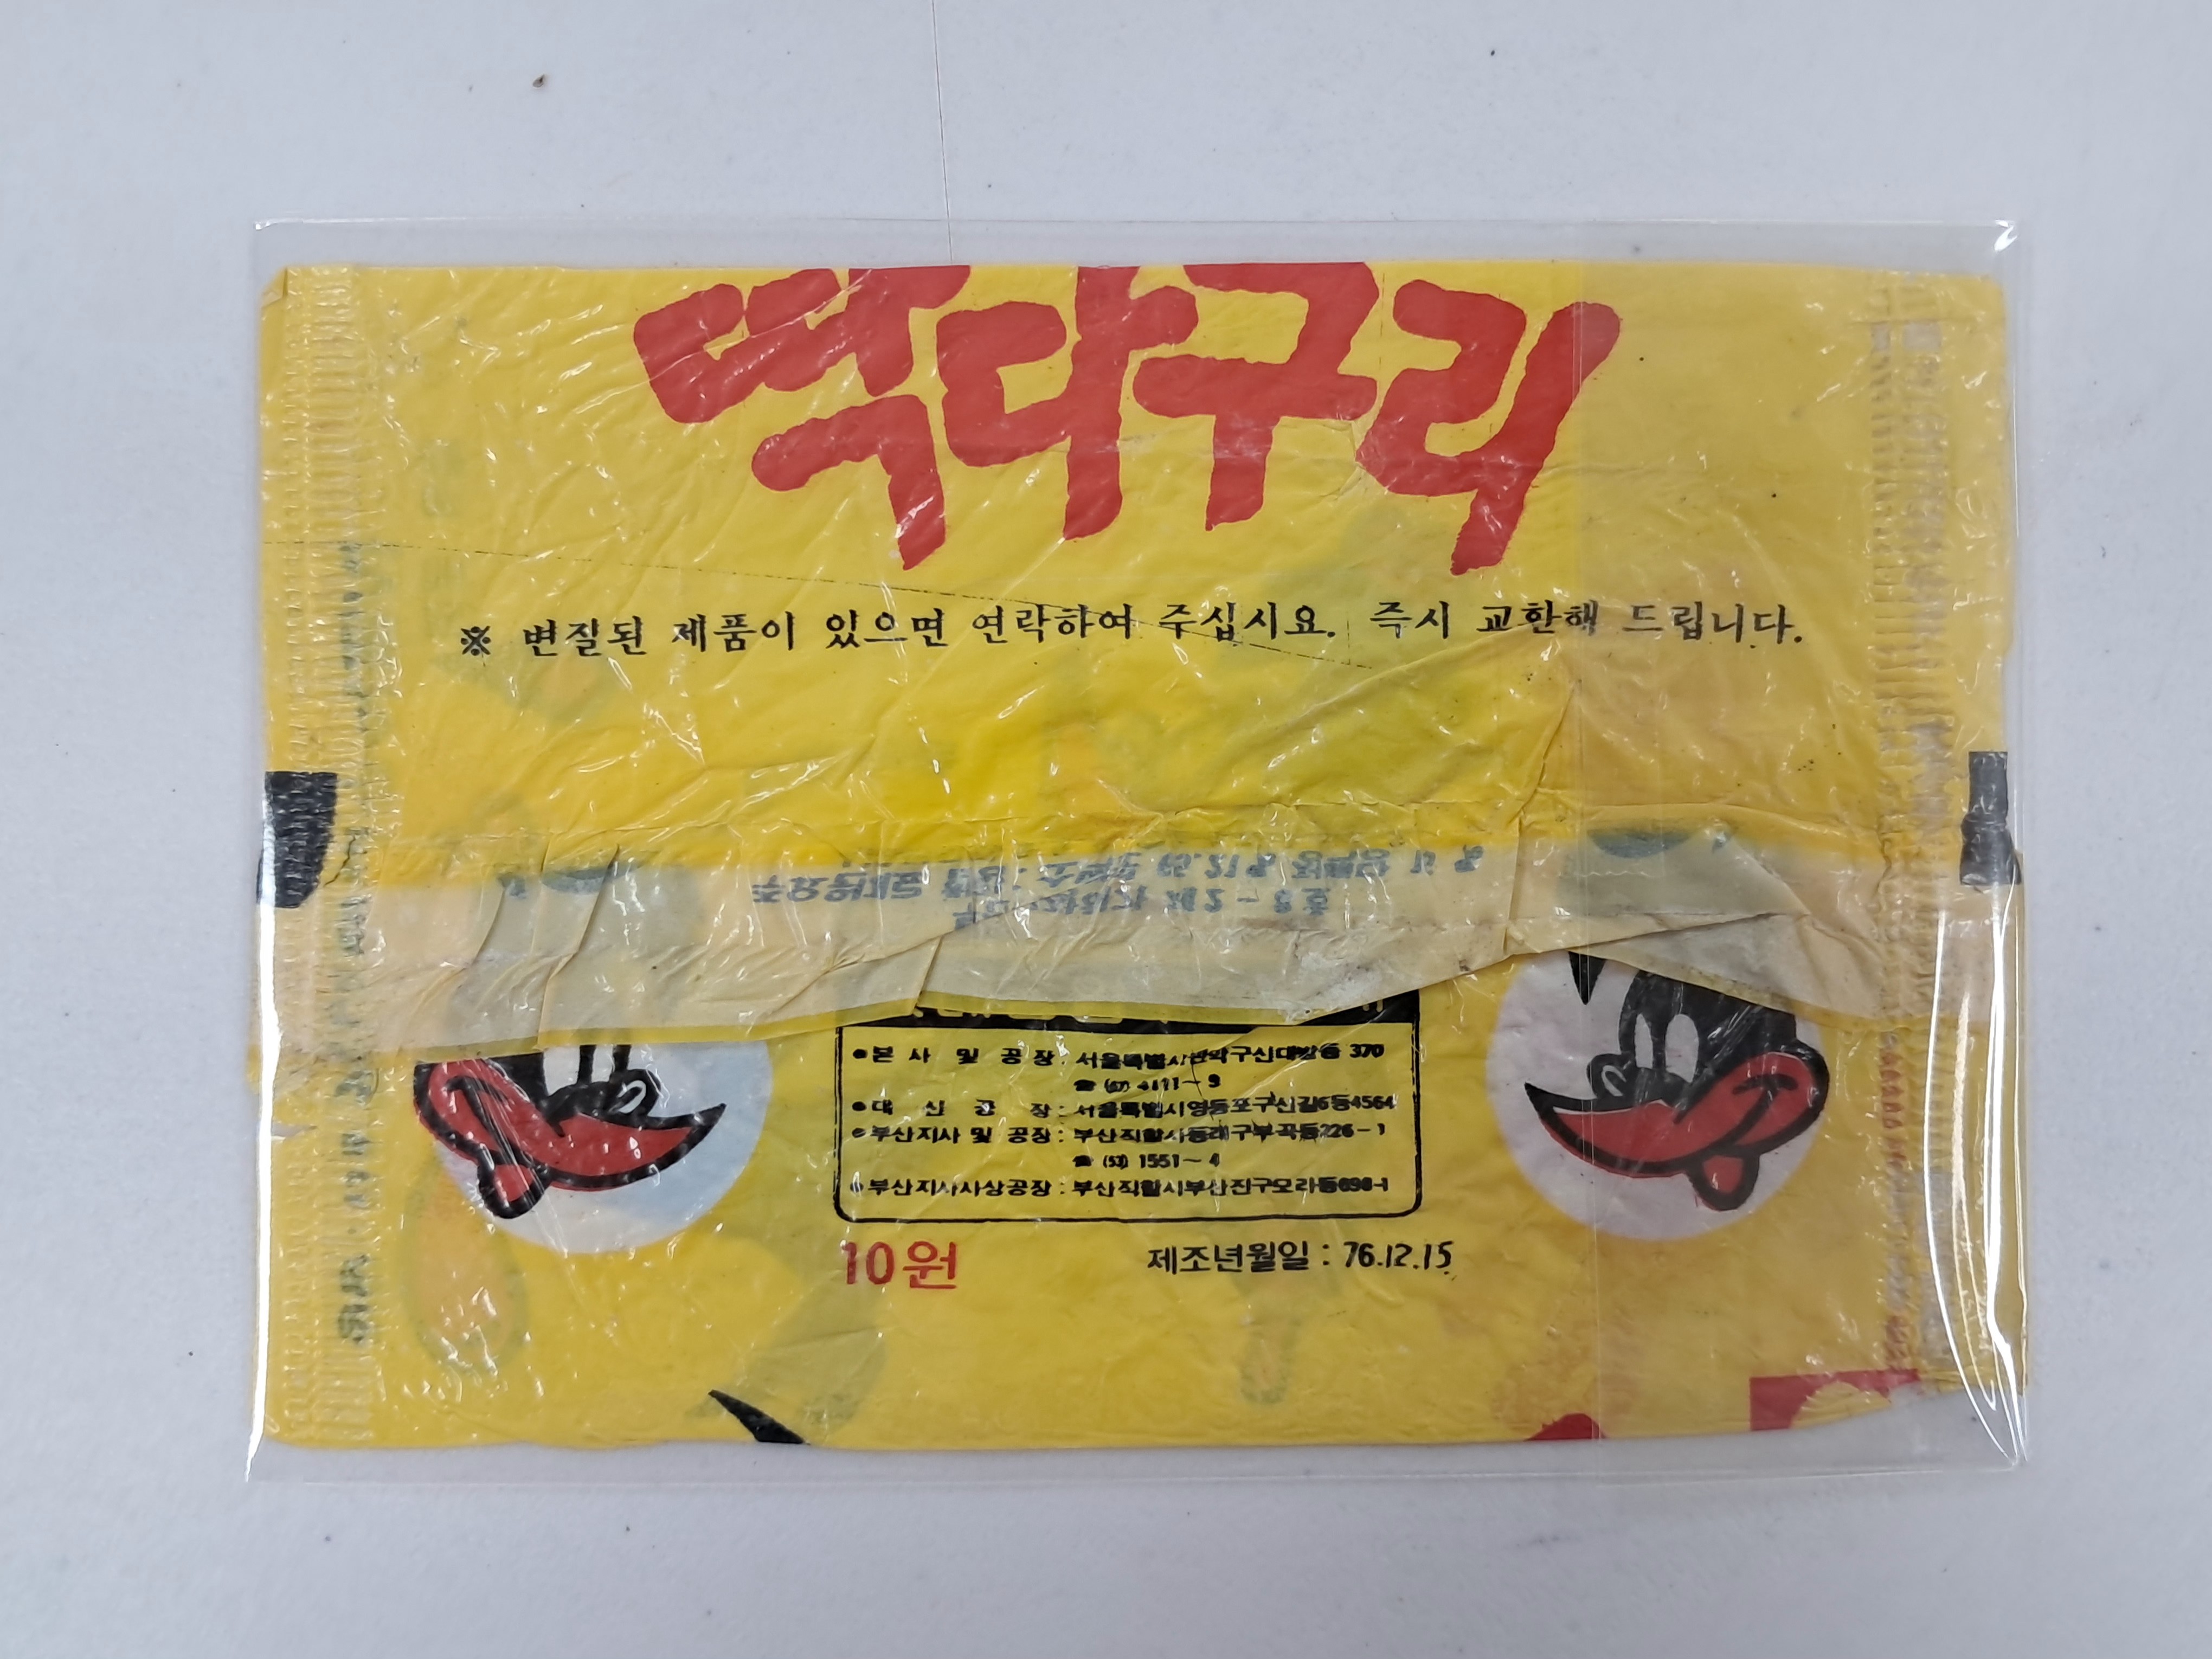 떡다구리
※ 변질된 제품이 있으면 연락하여 주십시요. 즉시 교환해 드립니다.
●본 사 및 공 장 : 서울특별시관악구신대방동 370
☎ (67) 4111~9
●대 신 공 장 : 서울특별시영등포구신길6동4564
●부산지사 및 공장 : 부산직할시동래구부곡동226-1
☎ (53) 1551~4
●부산지사사상공장 : 부산직할시부산진구모라동698-1
10원
제조년월일 : 76.12.15